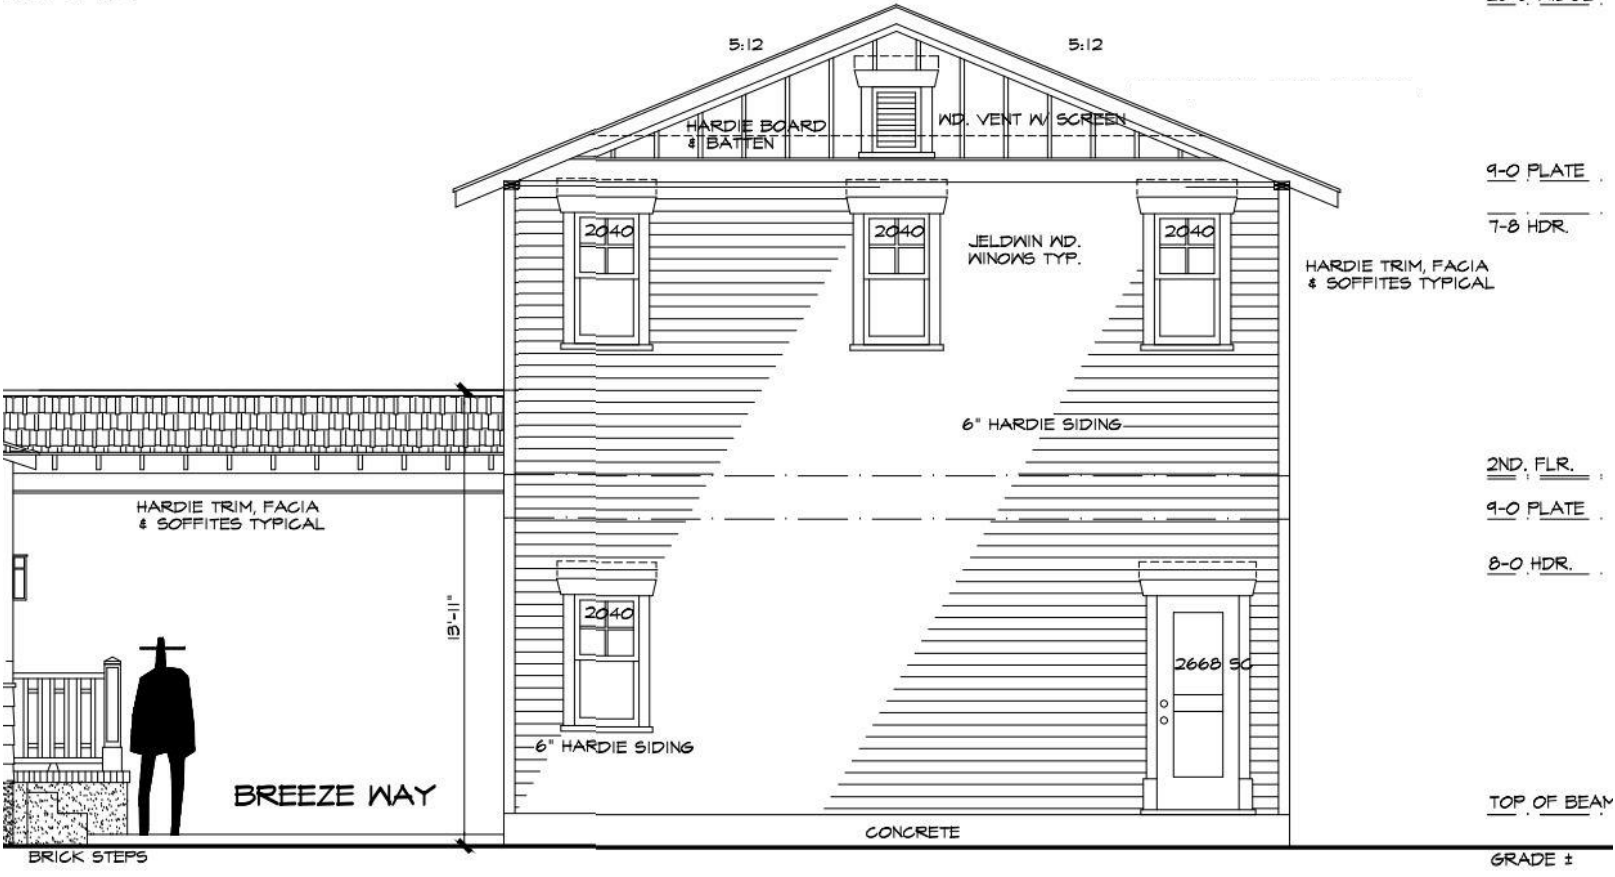 5:12
5:12
HARDIE BOARD
& BATTEN
WD. VENT W/ SCREEN
9-0 PLATE
7-8 HDR.
2040
2040
2040
JELDWIN WD.
WINOWS TYP.
HARDIE TRIM, FACIA
& SOFFITES TYPICAL
6" HARDIE SIDING
2ND. FLR.
9-0 PLATE
HARDIE TRIM, FACIA
& SOFFITES TYPICAL
8-0 HDR.
13'-11"
2040
2668 SC
6" HARDIE SIDING
BREEZE WAY
TOP OF BEAM
CONCRETE
BRICK STEPS
GRADE ±